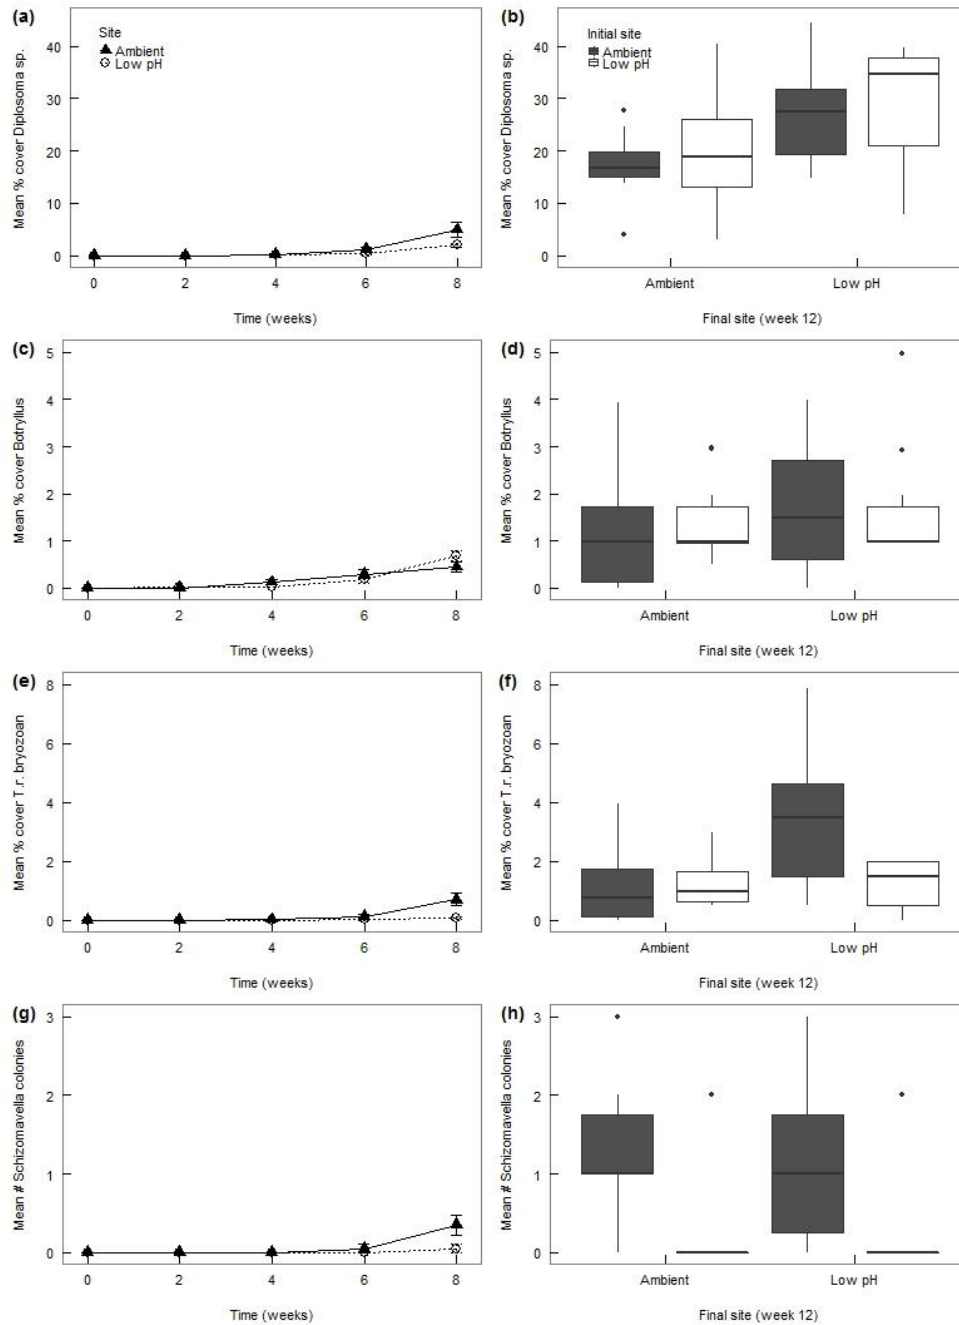 (a)
Mean % cover Diplosoma sp.
40
30
20
10
0
Site
Ambient
Low pH
0 2 4 6 8
Time (weeks)
(b)
Mean % cover Diplosoma sp.
40
30
20
10
0
Initial site
Ambient
Low pH
Ambient Low pH
Final site (week 12)
(c)
Mean % cover Botryllus
5
4
3
2
1
0
0 2 4 6 8
Time (weeks)
(d)
Mean % cover Botryllus
5
4
3
2
1
0
Ambient Low pH
Final site (week 12)
(e)
Mean % cover T.r. bryozoan
8
6
4
2
0
0 2 4 6 8
Time (weeks)
(f)
Mean % cover T.r. bryozoan
8
6
4
2
0
Ambient Low pH
Final site (week 12)
(g)
Mean # Schizomavella colonies
3
2
1
0
0 2 4 6 8
Time (weeks)
(h)
Mean # Schizomavella colonies
3
2
1
0
Ambient Low pH
Final site (week 12)